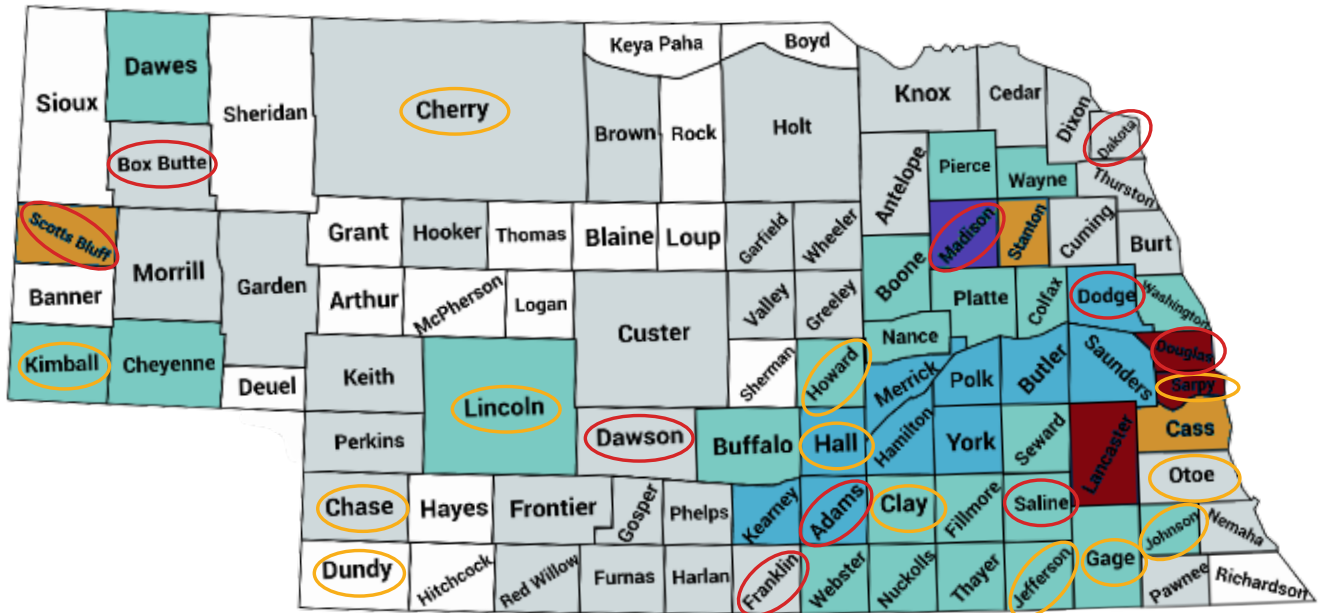 Keya Paha
Boyd
Dawes
Sioux
Sheridan
Cherry
Knox
Cedar
Dixon
Dakota
Brown
Rock
Holt
Box Butte
Antelope
Pierce
Wayne
Thurston
Scotts Bluff
Grant
Hooker
Thomas
Blaine
Loup
Garfield
Wheeler
Madison
Stanton
Cuming
Burt
Morrill
Garden
Banner
Arthur
McPherson
Logan
Custer
Valley
Greeley
Boone
Platte
Colfax
Dodge
Washington
Kimball
Cheyenne
Deuel
Keith
Lincoln
Sherman
Howard
Nance
Merrick
Polk
Butler
Saunders
Douglas
Sarpy
Perkins
Dawson
Buffalo
Hall
Hamilton
York
Seward
Lancaster
Cass
Otoe
Chase
Hayes
Frontier
Gosper
Phelps
Kearney
Adams
Clay
Fillmore
Saline
Johnson
Nemaha
Dundy
Hitchcock
Red Willow
Furnas
Harlan
Franklin
Webster
Nuckolls
Thayer
Jefferson
Gage
Pawnee
Richardson